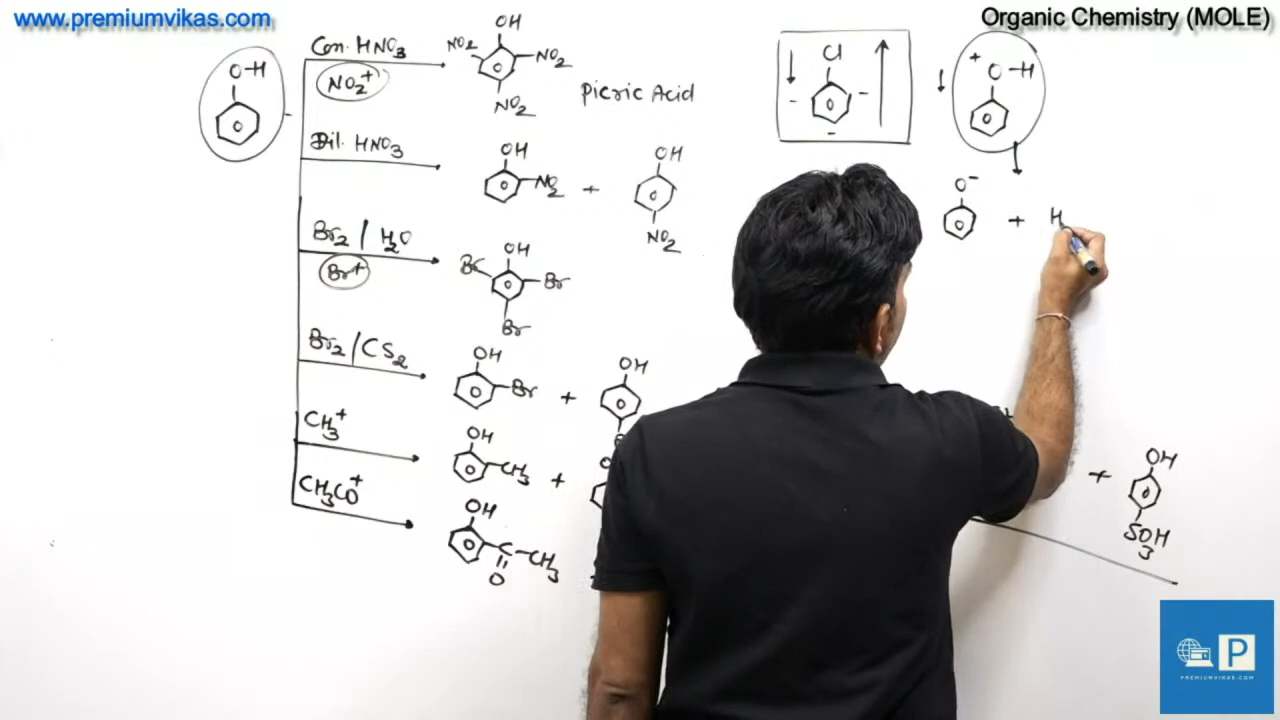 www.premiumvikas.com
Organic Chemistry (MOLE)
O-H
Con. HNO3
NO2+
OH
NO2
NO2
NO2
Picric Acid
Dil. HNO3
OH
NO2
+
OH
NO2
Br2 / H2O
Br+
OH
Br
Br
Br
Br2 / CS2
OH
Br
+
OH
CH3+
OH
CH3
+
CH3CO+
OH
C-CH3
O
Cl
+
O-H
O-
+
H
+
OH
SO3H
P
PREMIUMVIKAS.COM